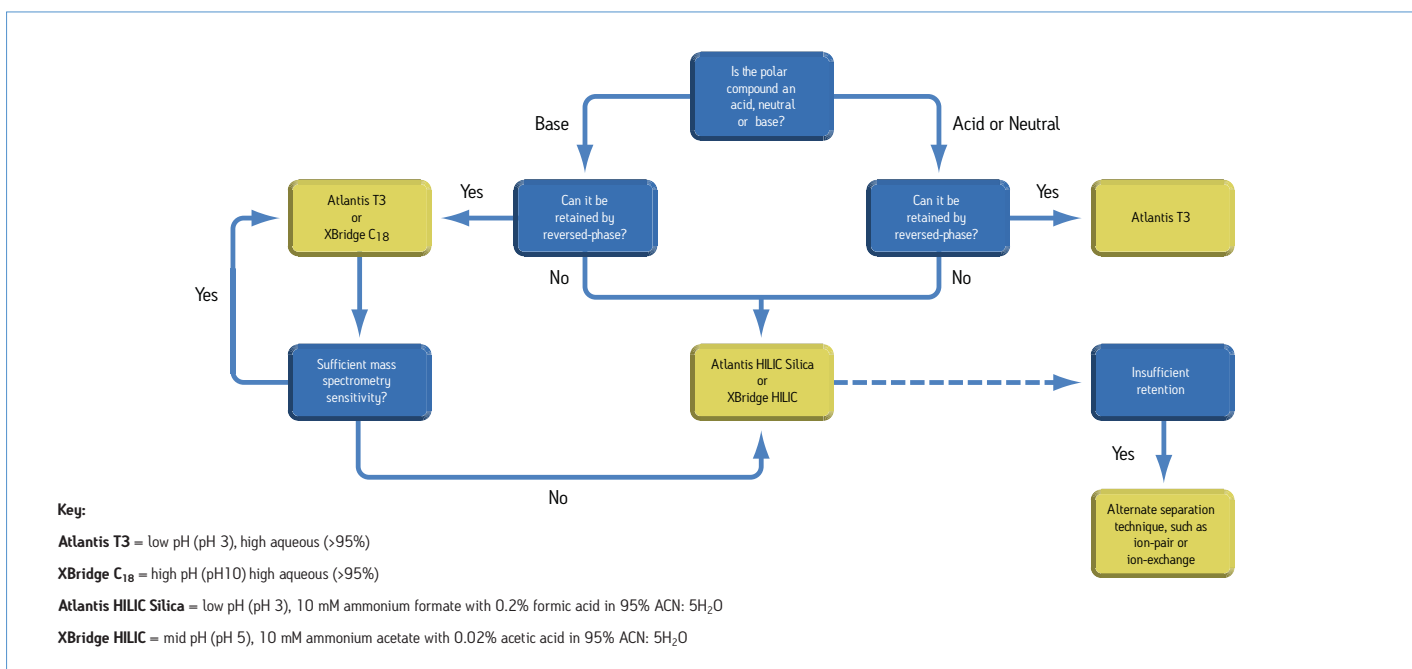 Is the polar
compound an
acid, neutral
or base?
Base
Acid or Neutral
Atlantis T3
or
XBridge C18
Yes
Can it be
retained by
reversed-phase?
Can it be
retained by
reversed-phase?
Yes
Atlantis T3
No
No
Yes
Sufficient mass
spectrometry
sensitivity?
Atlantis HILIC Silica
or
XBridge HILIC
Insufficient
retention
Yes
No
Alternate separation
technique, such as
ion-pair or
ion-exchange
Key:
Atlantis T3 = low pH (pH 3), high aqueous (>95%)
XBridge C18 = high pH (pH10) high aqueous (>95%)
Atlantis HILIC Silica = low pH (pH 3), 10 mM ammonium formate with 0.2% formic acid in 95% ACN: 5H2O
XBridge HILIC = mid pH (pH 5), 10 mM ammonium acetate with 0.02% acetic acid in 95% ACN: 5H2O